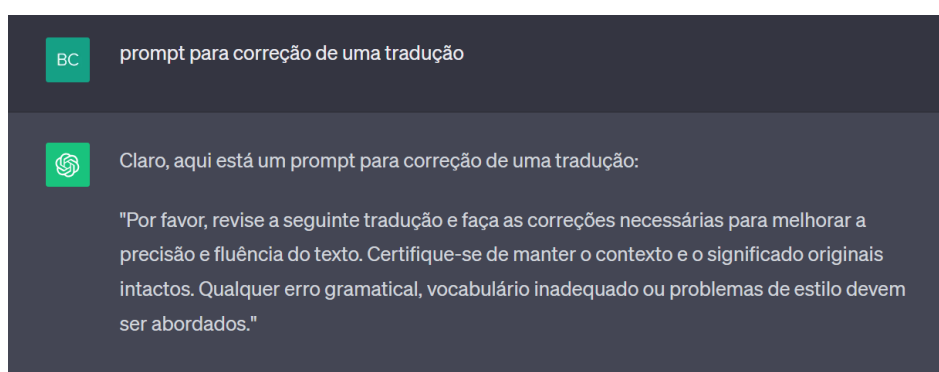 BC
prompt para correção de uma tradução
Claro, aqui está um prompt para correção de uma tradução:
"Por favor, revise a seguinte tradução e faça as correções necessárias para melhorar a
precisão e fluência do texto. Certifique-se de manter o contexto e o significado originais
intactos. Qualquer erro gramatical, vocabulário inadequado ou problemas de estilo devem
ser abordados."